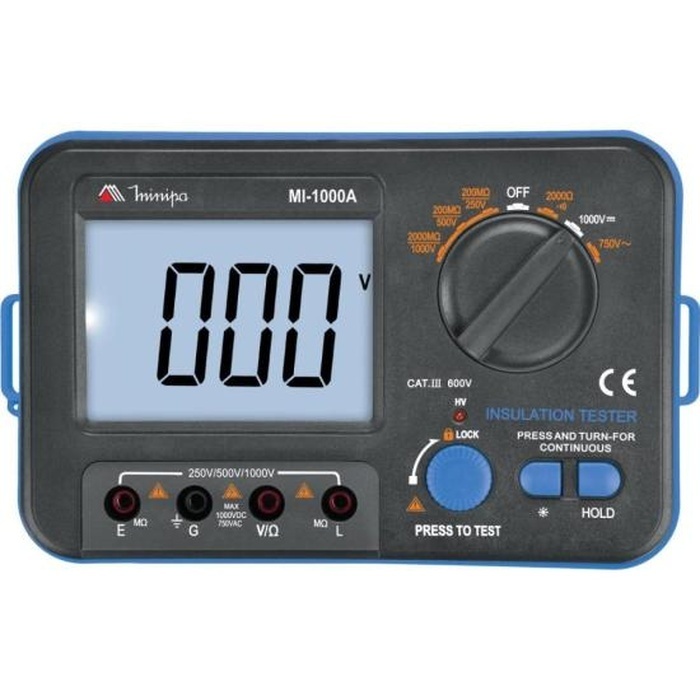 minipa
MI-1000A
000 V
2000MΩ
1000V
200MΩ
500V
200MΩ
250V
OFF
2000Ω
1000V
750V~
CAT.III 600V
CE
HV
LOCK
INSULATION TESTER
PRESS AND TURN-FOR
CONTINUOUS
PRESS TO TEST
HOLD
250V/500V/1000V
E MΩ
G
MAX
1000VDC
750VAC
V/Ω
MΩ L